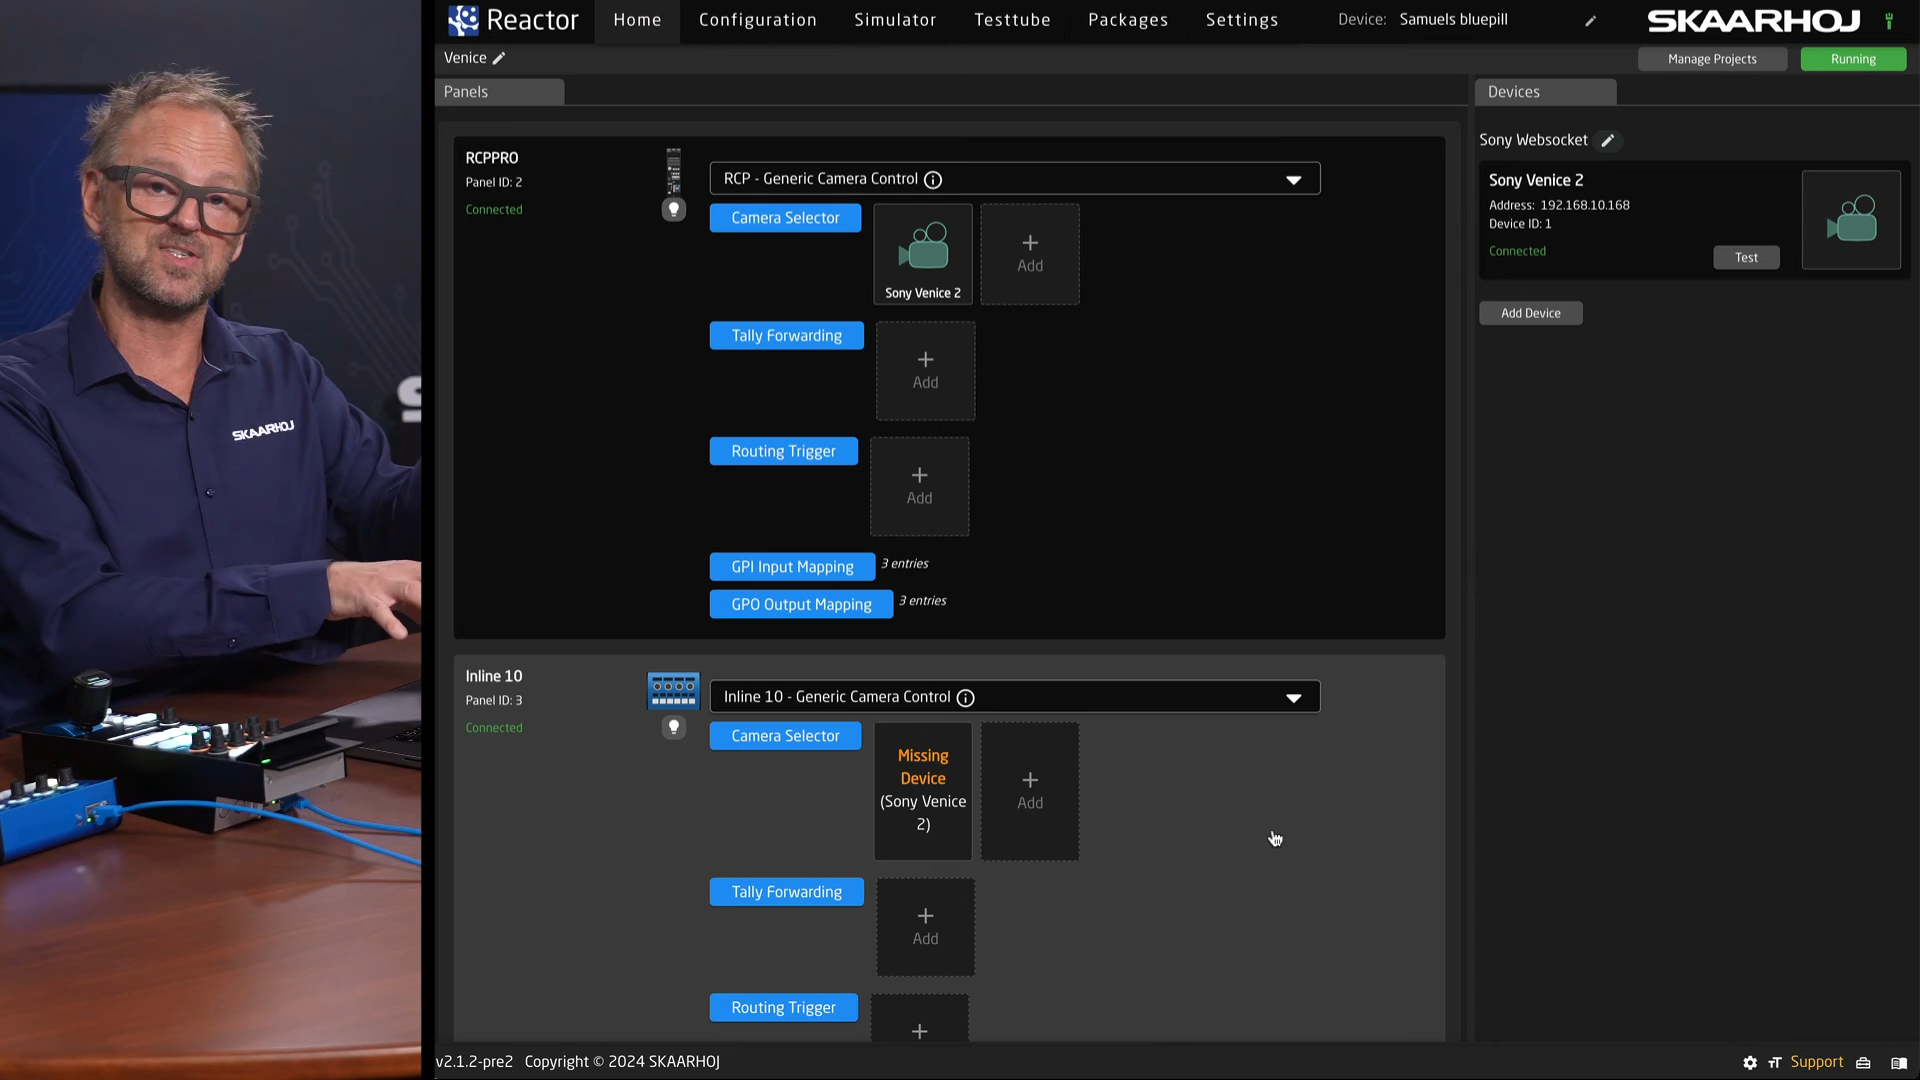 Reactor
Home
Configuration
Simulator
Testtube
Packages
Settings
Device: Samuels bluepill
SKAARHOJ
Venice
Manage Projects
Running
Panels
Devices
RCPPRO
Panel ID: 2
Connected
RCP - Generic Camera Control
Camera Selector
Sony Venice 2
Add
Tally Forwarding
Add
Routing Trigger
Add
GPI Input Mapping
3 entries
GPO Output Mapping
3 entries
Inline 10
Panel ID: 3
Connected
Inline 10 - Generic Camera Control
Camera Selector
Missing
Device
(Sony Venice
2)
Add
Tally Forwarding
Add
Routing Trigger
Sony Websocket
Sony Venice 2
Address: 192.168.10.168
Device ID: 1
Connected
Test
Add Device
SKAARHOJ
v2.1.2-pre2 Copyright © 2024 SKAARHOJ
Support